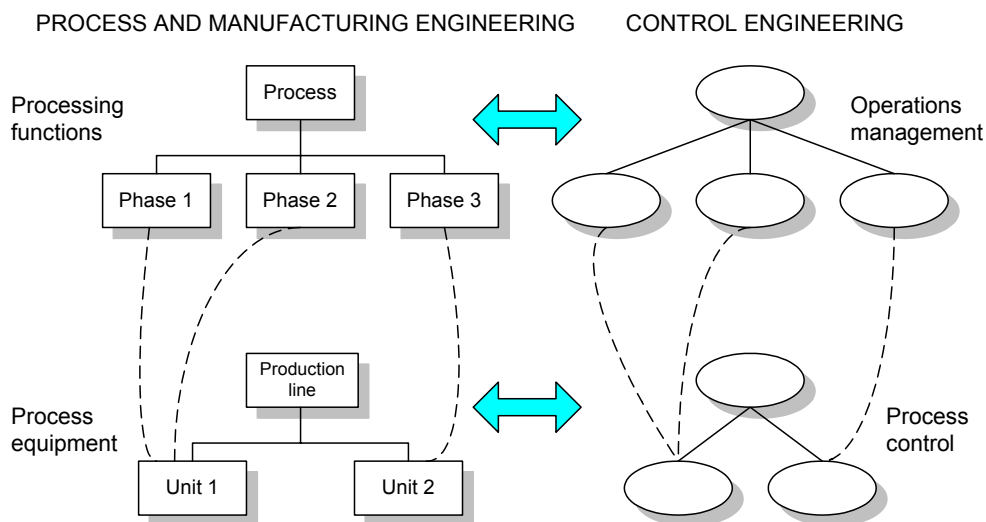 PROCESS AND MANUFACTURING ENGINEERING
CONTROL ENGINEERING
Processing
functions
Process
Operations
management
Phase 1
Phase 2
Phase 3
Process
equipment
Production
line
Process
control
Unit 1
Unit 2